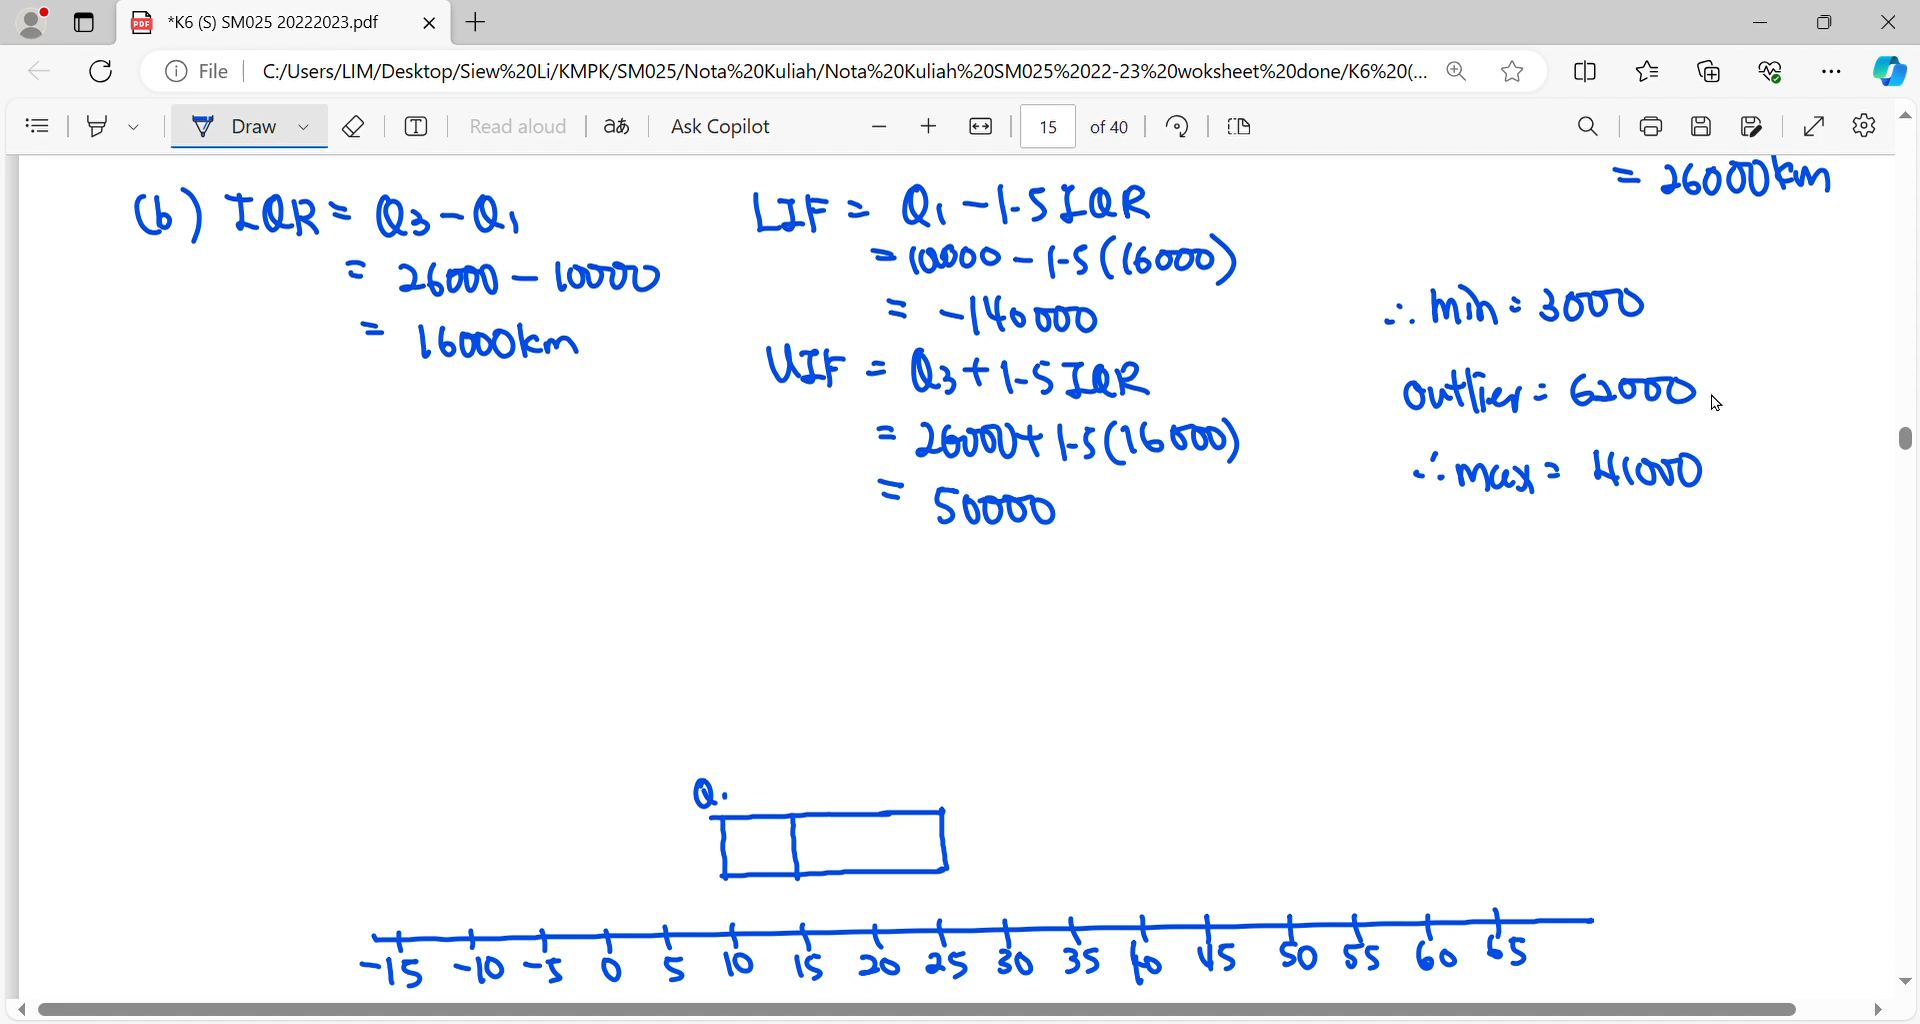 *K6 (S) SM025 20222023.pdf
File C:/Users/LIM/Desktop/Siew%20Li/KMPK/SM025/Nota%20Kuliah/Nota%20Kuliah%20SM025%2022-23%20woksheet%20done/K6%20(...
Draw Read aloud aあ Ask Copilot 15 of 40
= 26000km
(b) IQR = Q3 - Q1
= 26000 - 10000
= 16000km
LIF = Q1 - 1.5 IQR
= 10000 - 1.5 (16000)
= -140000
UIF = Q3 + 1.5 IQR
= 26000 + 1.5 (16000)
= 50000
∴ min = 3000
outlier = 62000
∴ max = 41000
Q1
-15 -10 -5 0 5 10 15 20 25 30 35 40 45 50 55 60 65